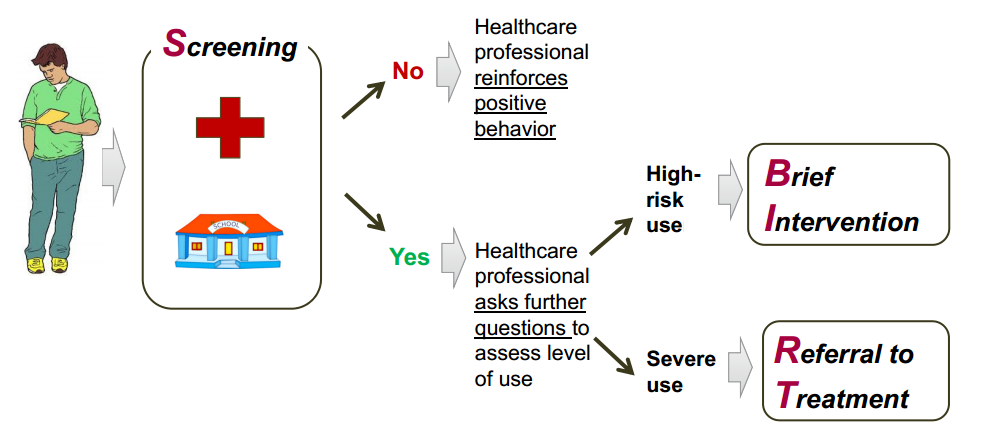 Screening
SCHOOL
No
Healthcare
professional
reinforces
positive
behavior
Yes
Healthcare
professional
asks further
questions to
assess level
of use
High-
risk
use
Brief
Intervention
Severe
use
Referral to
Treatment